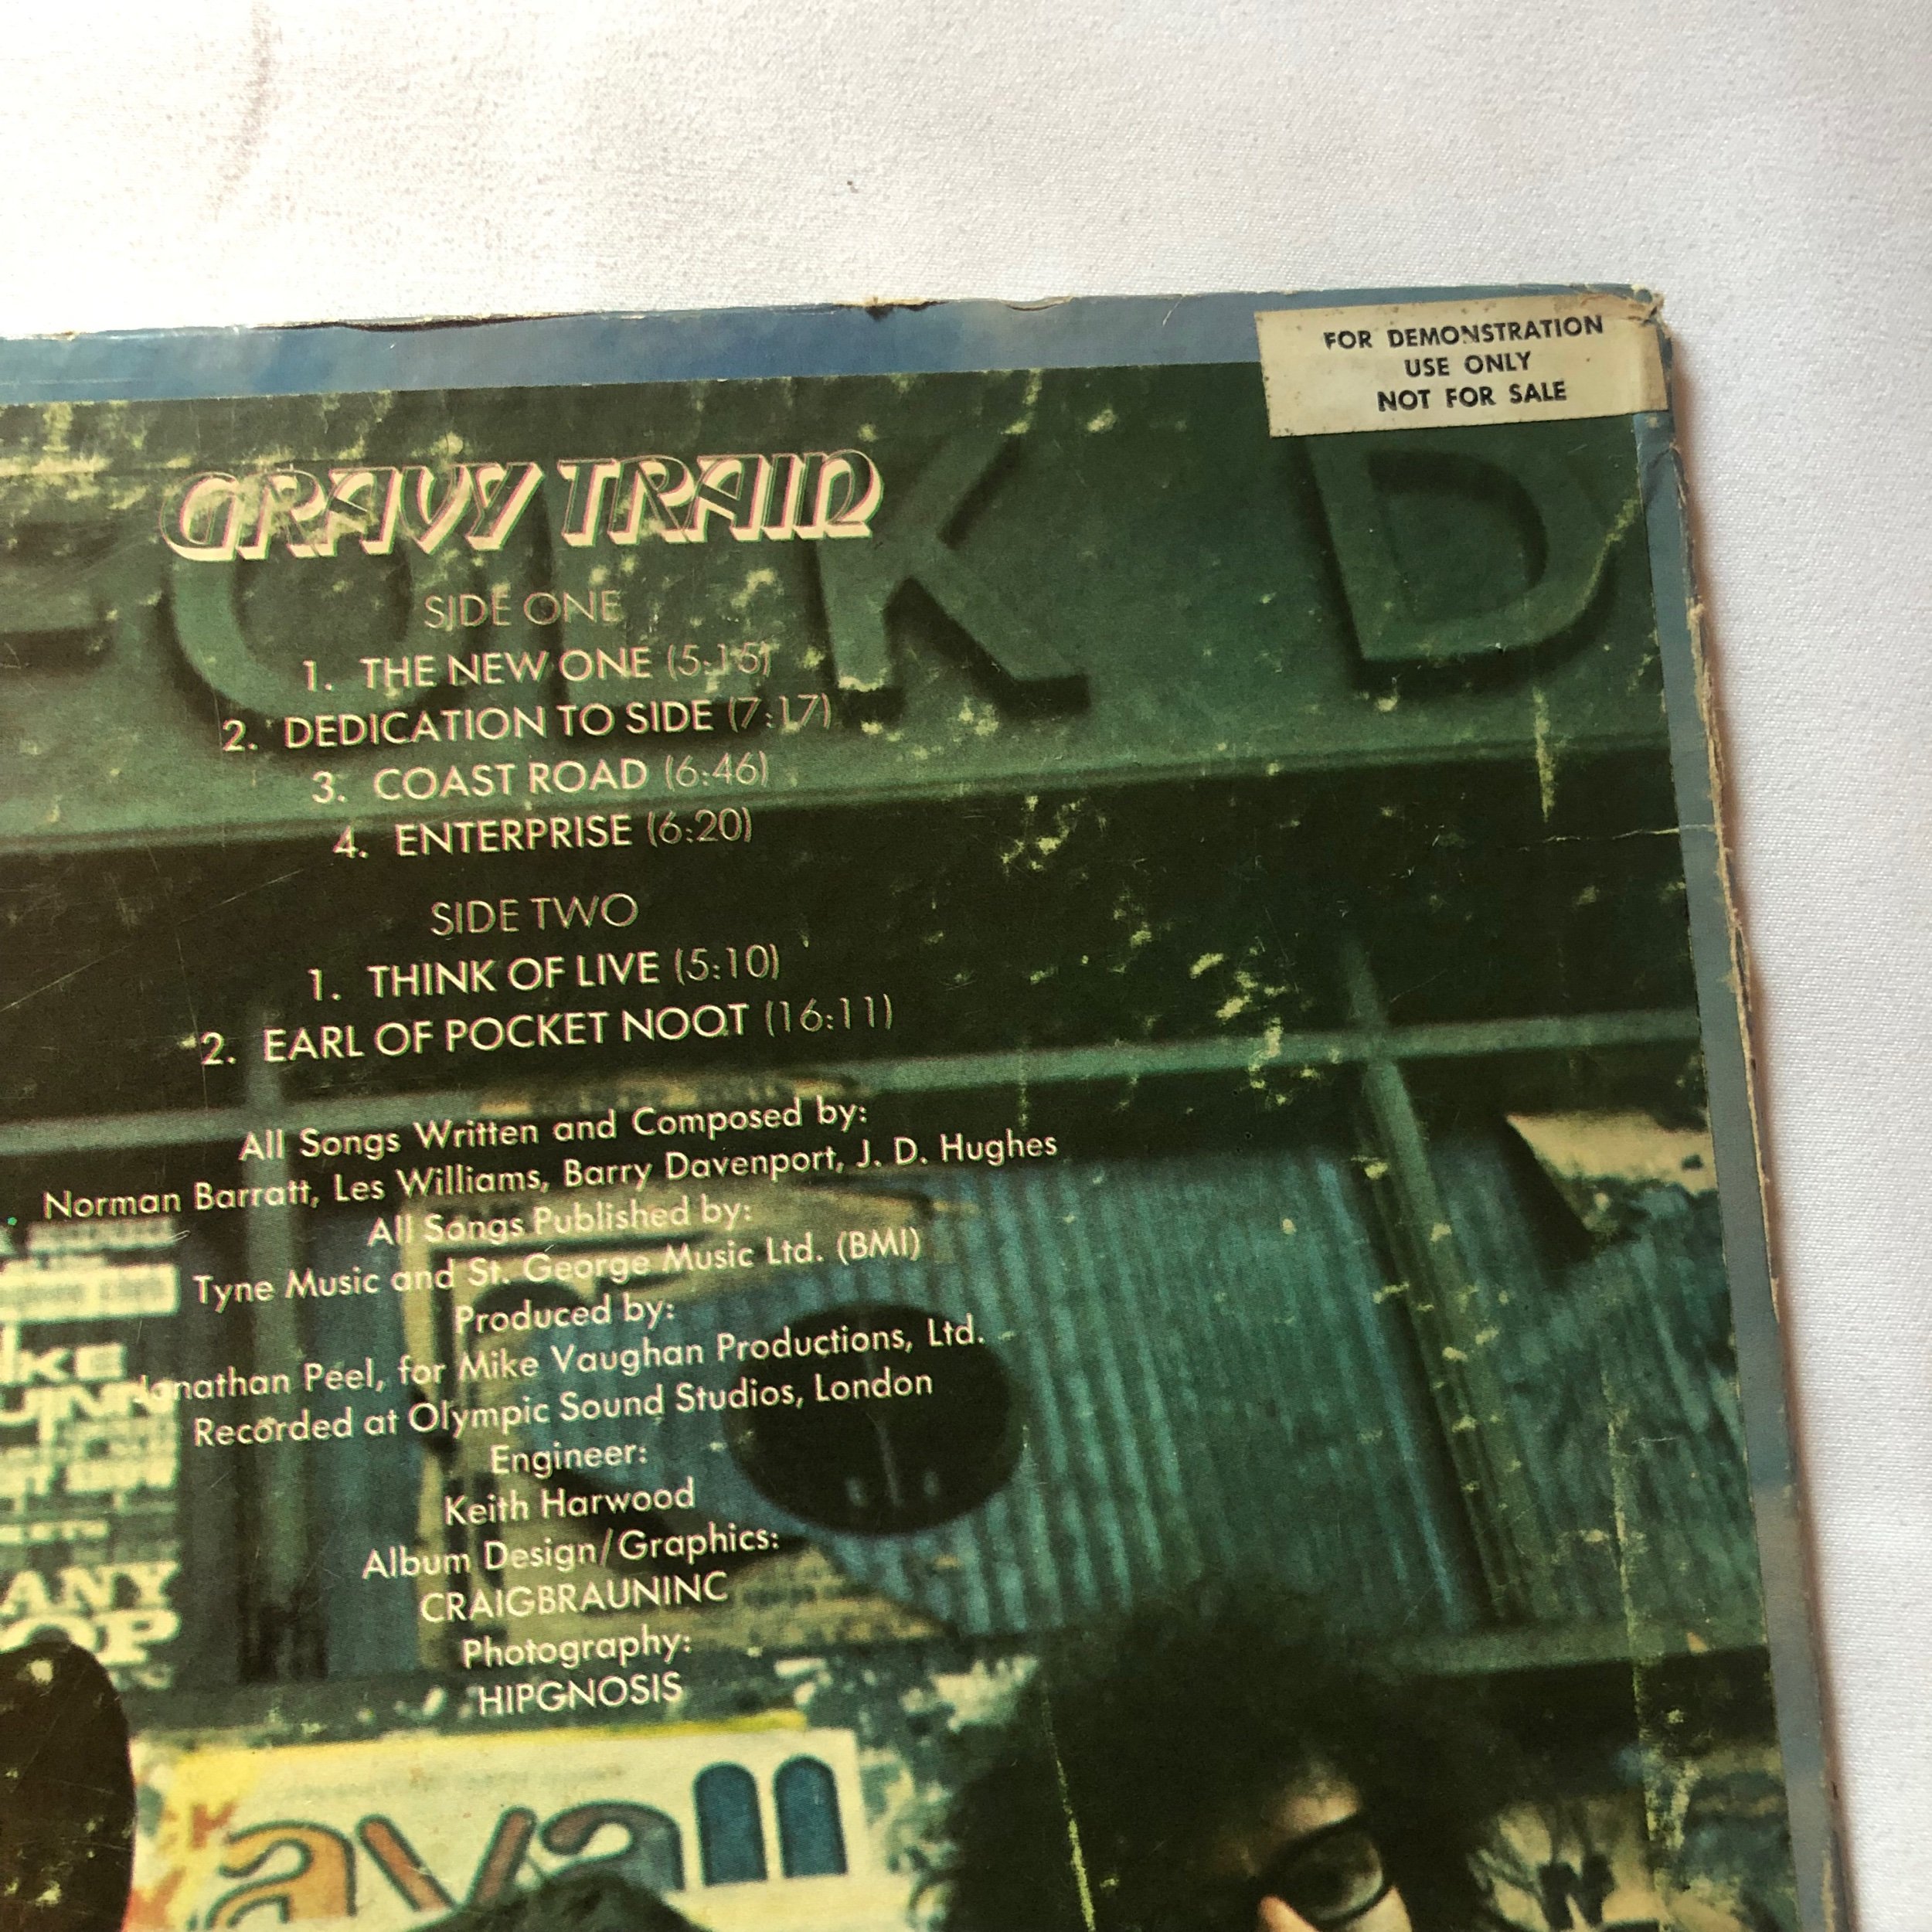 FOR DEMONSTRATION
USE ONLY
NOT FOR SALE
GRAVY TRAIN
SIDE ONE
1. THE NEW ONE (5:15)
2. DEDICATION TO SIDE (7:17)
3. COAST ROAD (6:46)
4. ENTERPRISE (6:20)
SIDE TWO
1. THINK OF LIVE (5:10)
2. EARL OF POCKET NOOT (16:11)
All Songs Written and Composed by:
Norman Barratt, Les Williams, Barry Davenport, J. D. Hughes
All Songs Published by:
Tyne Music and St. George Music Ltd. (BMI)
Produced by:
Jonathan Peel, for Mike Vaughan Productions, Ltd.
Recorded at Olympic Sound Studios, London
Engineer:
Keith Harwood
Album Design/Graphics:
CRAIGBRAUNINC
Photography:
HIPGNOSIS
K D
ANY
OP
avall